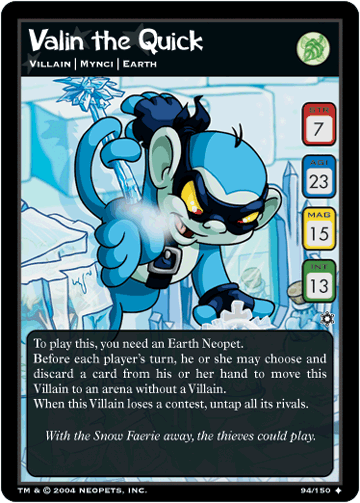 Valin the Quick
VILLAIN | MYNCI | EARTH
STR
7
AGI
23
MAG
15
INT
13
To play this, you need an Earth Neopet.
Before each player's turn, he or she may choose and
discard a card from his or her hand to move this
Villain to an arena without a Villain.
When this Villain loses a contest, untap all its rivals.
With the Snow Faerie away, the thieves could play.
TM & © 2004 NEOPETS, INC.
94/150